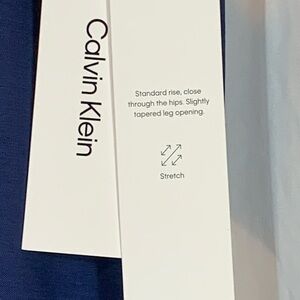 Calvin Klein
Standard rise, close
through the hips. Slightly
tapered leg opening.
Stretch